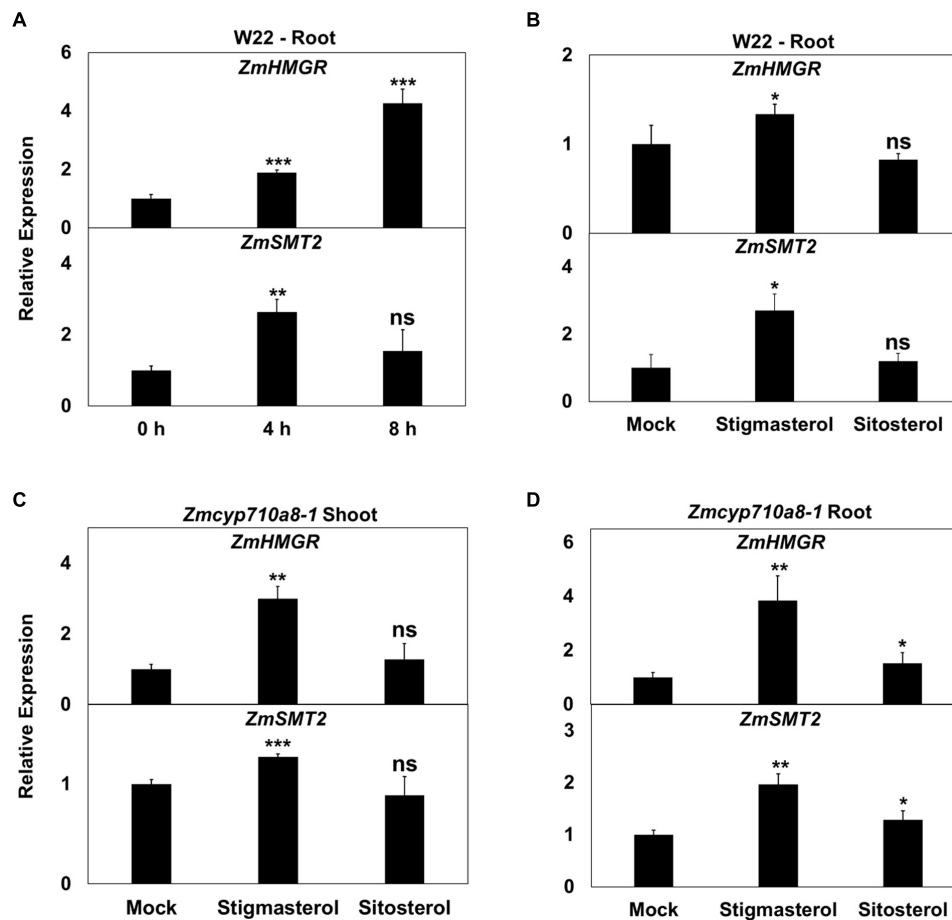 A
W22 - Root
ZmHMGR
6
4
2
0
***
***
ZmSMT2
4
2
0
**
ns
0 h 4 h 8 h
Relative Expression
B
W22 - Root
ZmHMGR
2
1
0
*
ns
ZmSMT2
4
2
0
*
ns
Mock Stigmasterol Sitosterol
C
Zmcyp710a8-1 Shoot
ZmHMGR
4
2
0
**
ns
ZmSMT2
1
0
***
ns
Mock Stigmasterol Sitosterol
Relative Expression
D
Zmcyp710a8-1 Root
ZmHMGR
6
4
2
0
**
*
ZmSMT2
3
2
1
0
**
*
Mock Stigmasterol Sitosterol